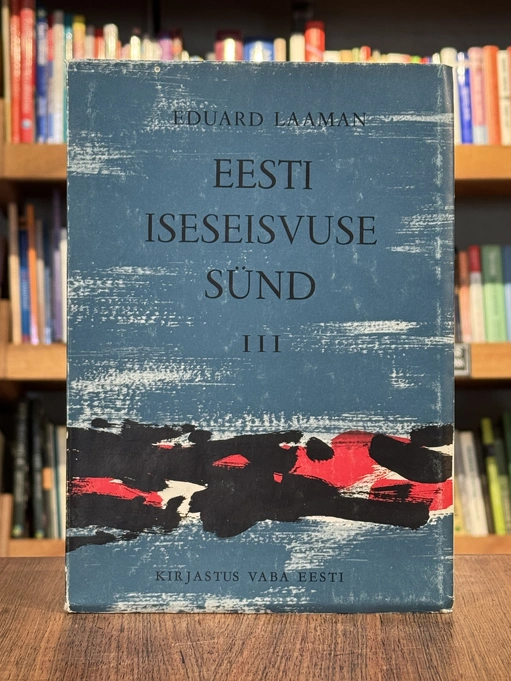 EDUARD LAAMAN
EESTI
ISESEISVUSE
SÜND
III
KIRJASTUS VABA EESTI